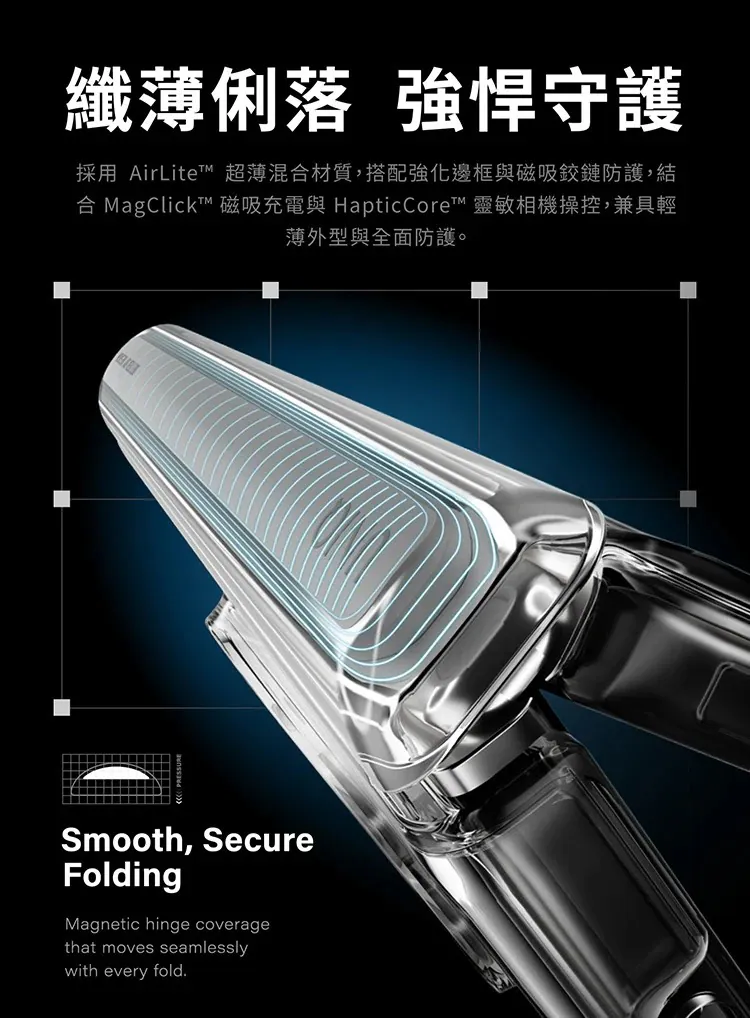 纖薄俐落 強悍守護
採用 AirLite™ 超薄混合材質,搭配強化邊框與磁吸鉸鏈防護,結
合 MagClick™ 磁吸充電與 HapticCore™ 靈敏相機操控,兼具輕
薄外型與全面防護。
PRESSURE
Smooth, Secure
Folding
Magnetic hinge coverage
that moves seamlessly
with every fold.